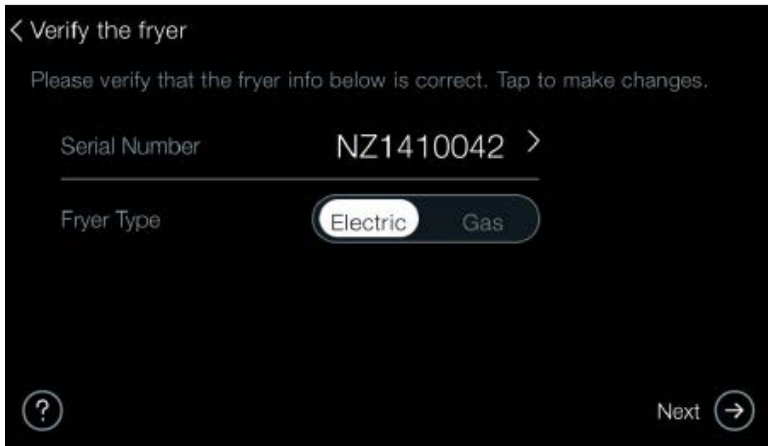 Verify the fryer
Please verify that the fryer info below is correct. Tap to make changes.
Serial Number NZ1410042
Fryer Type Electric Gas
?
Next